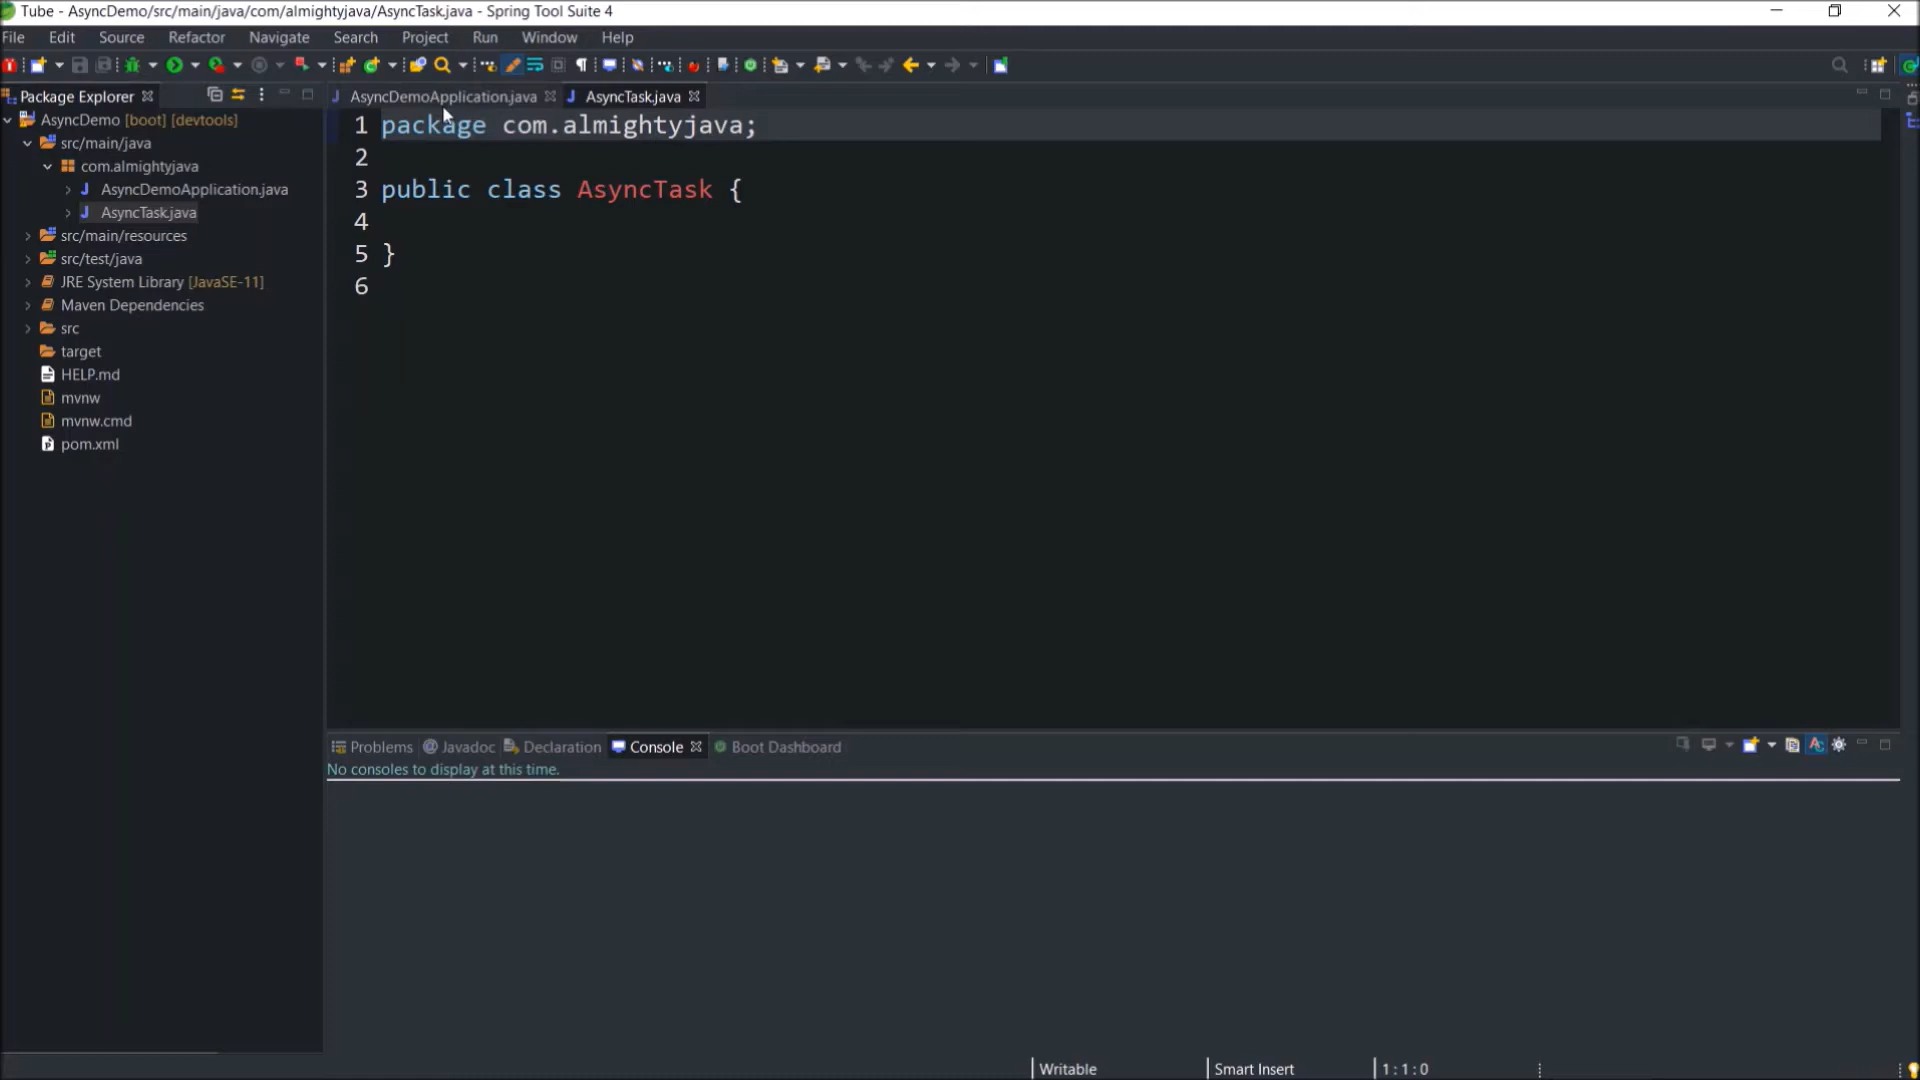 Tube - AsyncDemo/src/main/java/com/almightyjava/AsyncTask.java - Spring Tool Suite 4
File Edit Source Refactor Navigate Search Project Run Window Help
Package Explorer
AsyncDemo [boot] [devtools]
src/main/java
com.almightyjava
AsyncDemoApplication.java
AsyncTask.java
src/main/resources
src/test/java
JRE System Library [JavaSE-11]
Maven Dependencies
src
target
HELP.md
mvnw
mvnw.cmd
pom.xml
AsyncDemoApplication.java AsyncTask.java
1 package com.almightyjava;
2
3 public class AsyncTask {
4
5 }
6
Problems @ Javadoc Declaration Console Boot Dashboard
No consoles to display at this time.
Writable Smart Insert 1 : 1 : 0